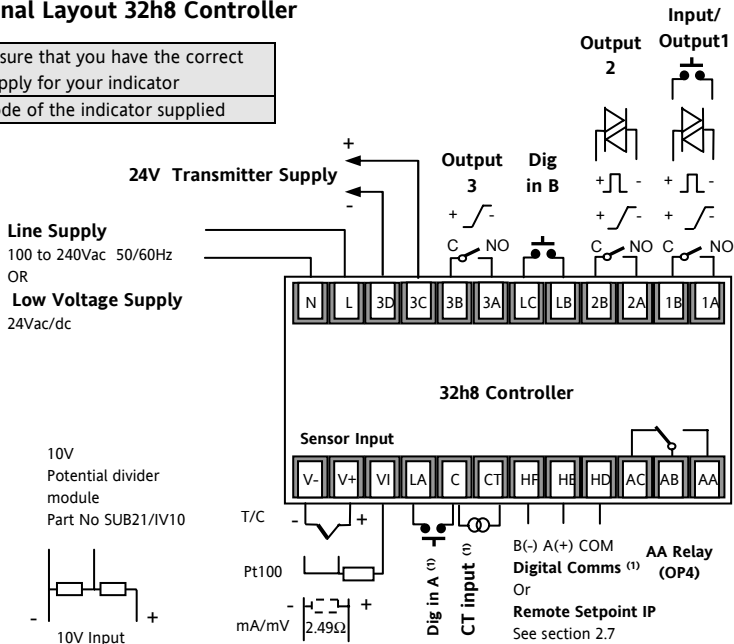 nal Layout 32h8 Controller
sure that you have the correct
pply for your indicator
ode of the indicator supplied
Input/
Output1
Output
2
+
24V Transmitter Supply
-
Output
3
Dig
in B
+ -
+ -
+ -
+ -
+ -
C NO
C NO
C NO
Line Supply
100 to 240Vac 50/60Hz
OR
Low Voltage Supply
24Vac/dc
N L 3D 3C 3B 3A LC LB 2B 2A 1B 1A
32h8 Controller
Sensor Input
V- V+ VI LA C CT HF HE HD AC AB AA
10V
Potential divider
module
Part No SUB21/IV10
- +
10V Input
T/C - +
Pt100
mA/mV - + 2.49Ω
Dig in A (1)
CT input (1)
B(-) A(+) COM
Digital Comms (1)
Or
Remote Setpoint IP
See section 2.7
AA Relay
(OP4)